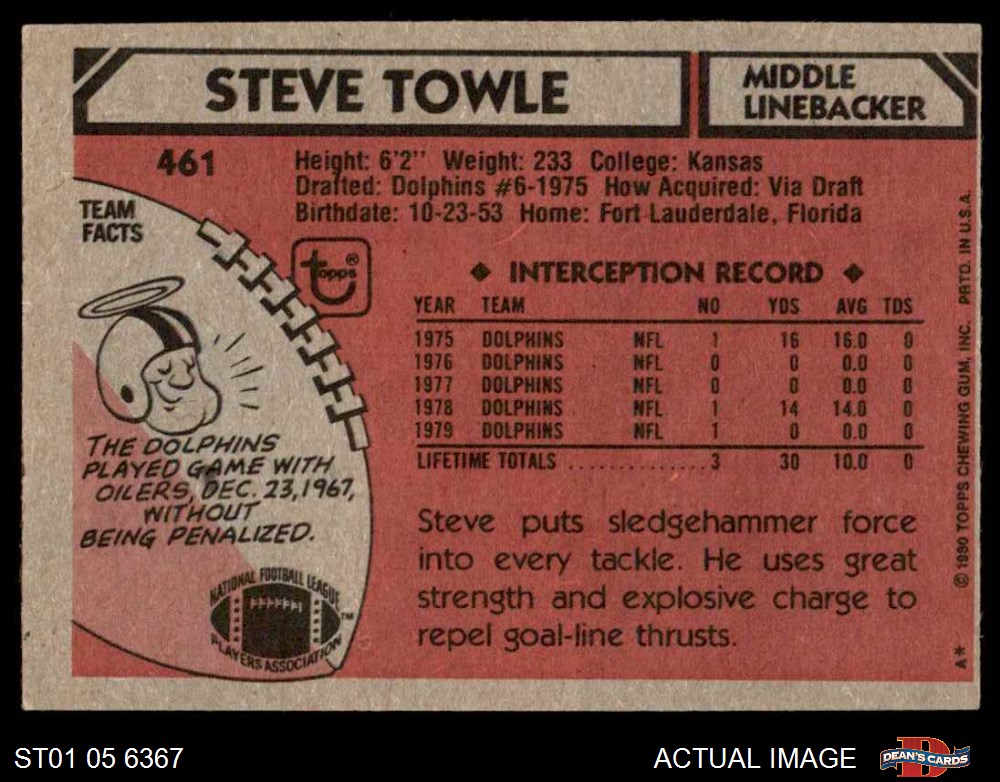 STEVE TOWLE
MIDDLE
LINEBACKER
461
Height: 6'2" Weight: 233 College: Kansas
Drafted: Dolphins #6-1975 How Acquired: Via Draft
Birthdate: 10-23-53 Home: Fort Lauderdale, Florida
TEAM
FACTS
topps®
◆ INTERCEPTION RECORD ◆
YEAR TEAM NO YDS AVG TDS
1975 DOLPHINS NFL 1 16 16.0 0
1976 DOLPHINS NFL 0 0 0.0 0
1977 DOLPHINS NFL 0 0 0.0 0
1978 DOLPHINS NFL 1 14 14.0 0
1979 DOLPHINS NFL 1 0 0.0 0
LIFETIME TOTALS .............. 3 30 10.0 0
THE DOLPHINS
PLAYED GAME WITH
OILERS, DEC. 23, 1967,
WITHOUT
BEING PENALIZED.
Steve puts sledgehammer force
into every tackle. He uses great
strength and explosive charge to
repel goal-line thrusts.
NATIONAL FOOTBALL LEAGUE
PLAYERS ASSOCIATION
TM
A* © 1980 TOPPS CHEWING GUM, INC. PRTD. IN U.S.A.
ST01 05 6367
ACTUAL IMAGE
D
DEAN'S CARDS